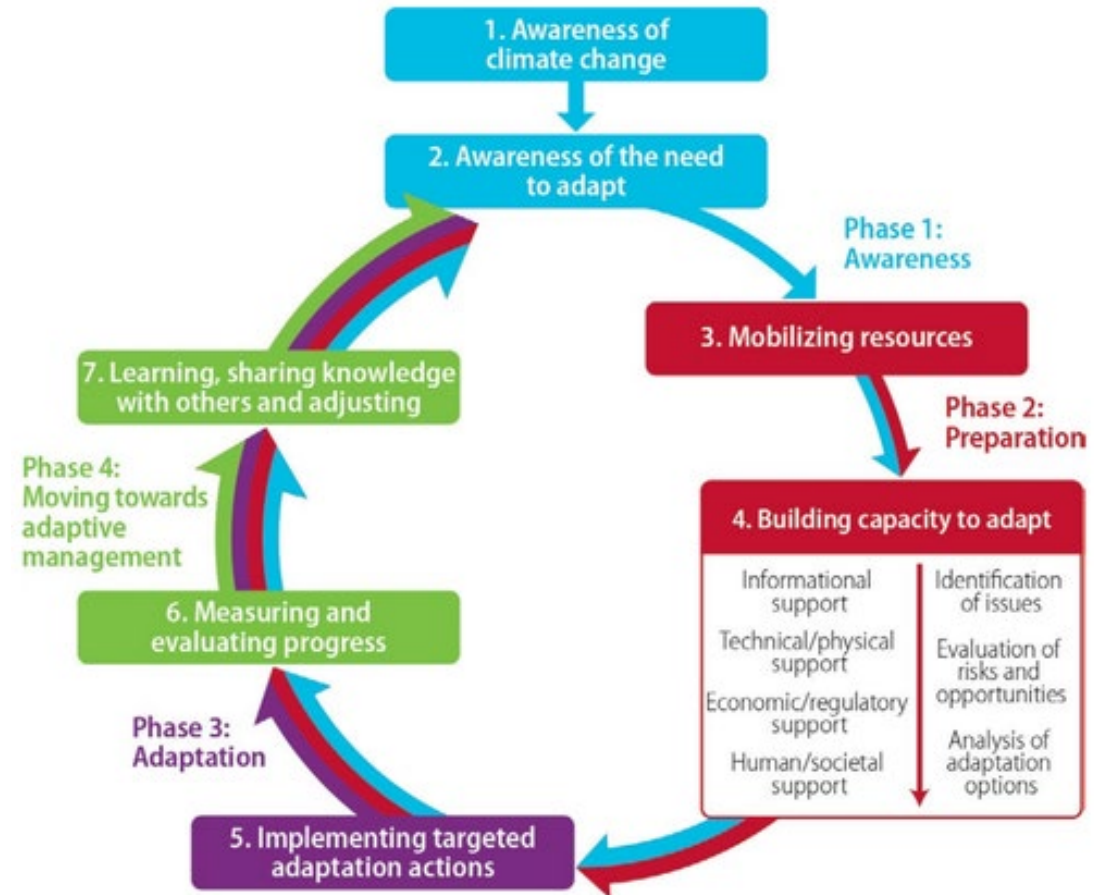 1. Awareness of
climate change
2. Awareness of the need
to adapt
Phase 1:
Awareness
3. Mobilizing resources
Phase 2:
Preparation
4. Building capacity to adapt
Informational
support
Technical/physical
support
Economic/regulatory
support
Human/societal
support
Identification
of issues
Evaluation of
risks and
opportunities
Analysis of
adaptation
options
5. Implementing targeted
adaptation actions
Phase 3:
Adaptation
6. Measuring and
evaluating progress
Phase 4:
Moving towards
adaptive
management
7. Learning, sharing knowledge
with others and adjusting